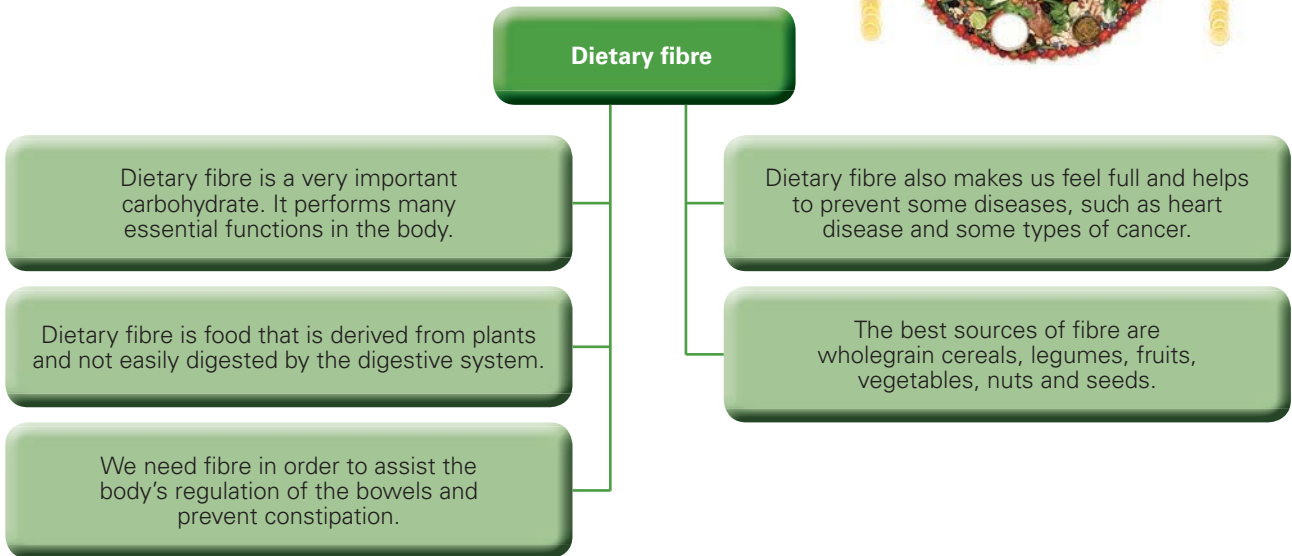 Dietary fibre
Dietary fibre is a very important
carbohydrate. It performs many
essential functions in the body.
Dietary fibre is food that is derived from plants
and not easily digested by the digestive system.
We need fibre in order to assist the
body’s regulation of the bowels and
prevent constipation.
Dietary fibre also makes us feel full and helps
to prevent some diseases, such as heart
disease and some types of cancer.
The best sources of fibre are
wholegrain cereals, legumes, fruits,
vegetables, nuts and seeds.